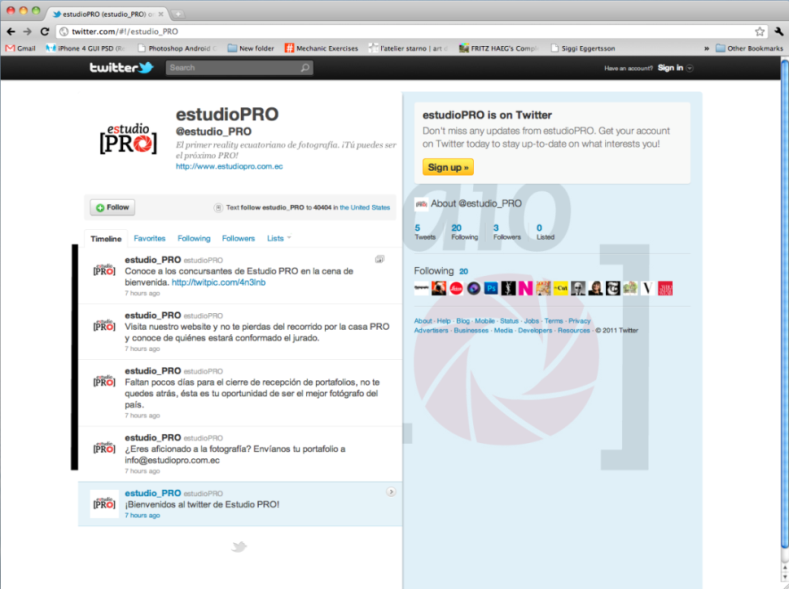 estudioPRO (estudio_PRO) o
twitter.com/#!/estudio_PRO
Gmail
iPhone 4 GUI PSD (R
Photoshop Android
New folder
Mechanic Exercises
l'atelier starno | art
FRITZ HAEG's Comp
Siggi Eggertsson
»
Other Bookmarks
twitter
Search
Have an account? Sign in
estudio
[PRO]
estudioPRO
@estudio_PRO
El primer reality ecuatoriano de fotografía. ¡Tú puedes ser
el próximo PRO!
http://www.estudiopro.com.ec
Follow
Text follow estudio_PRO to 40404 in the United States
Timeline Favorites Following Followers Lists
estudio_PRO estudioPRO
Conoce a los concursantes de Estudio PRO en la cena de
bienvenida. http://twitpic.com/4n3lnb
7 hours ago
estudio_PRO estudioPRO
Visita nuestro website y no te pierdas del recorrido por la casa PRO
y conoce de quiénes estará conformado el jurado.
7 hours ago
estudio_PRO estudioPRO
Faltan pocos días para el cierre de recepción de portafolios, no te
quedes atrás, ésta es tu oportunidad de ser el mejor fotógrafo del
país.
7 hours ago
estudio_PRO estudioPRO
¿Eres aficionado a la fotografía? Envíanos tu portafolio a
info@estudiopro.com.ec
7 hours ago
estudio_PRO estudioPRO
¡Bienvenidos al twitter de Estudio PRO!
7 hours ago
estudioPRO is on Twitter
Don't miss any updates from estudioPRO. Get your account
on Twitter today to stay up-to-date on what interests you!
Sign up »
About @estudio_PRO
5 20 3 0
Tweets Following Followers Listed
Following 20
About · Help · Blog · Mobile · Status · Jobs · Terms · Privacy
Advertisers · Businesses · Media · Developers · Resources · © 2011 Twitter